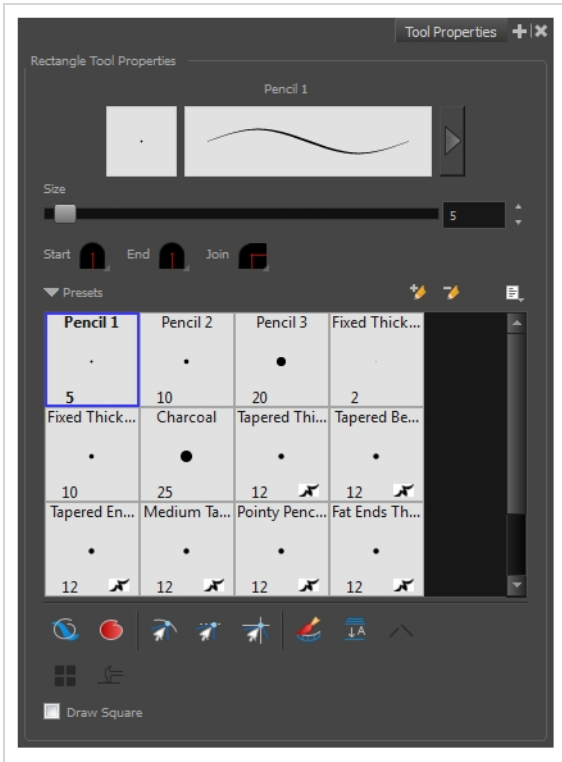 Tool Properties
Rectangle Tool Properties
Pencil 1
Size
5
Start End Join
Presets
Pencil 1 Pencil 2 Pencil 3 Fixed Thick...
5 10 20 2
Fixed Thick... Charcoal Tapered Thi... Tapered Be...
10 25 12 12
Tapered En... Medium Ta... Pointy Penc... Fat Ends Th...
12 12 12 12
A
Draw Square